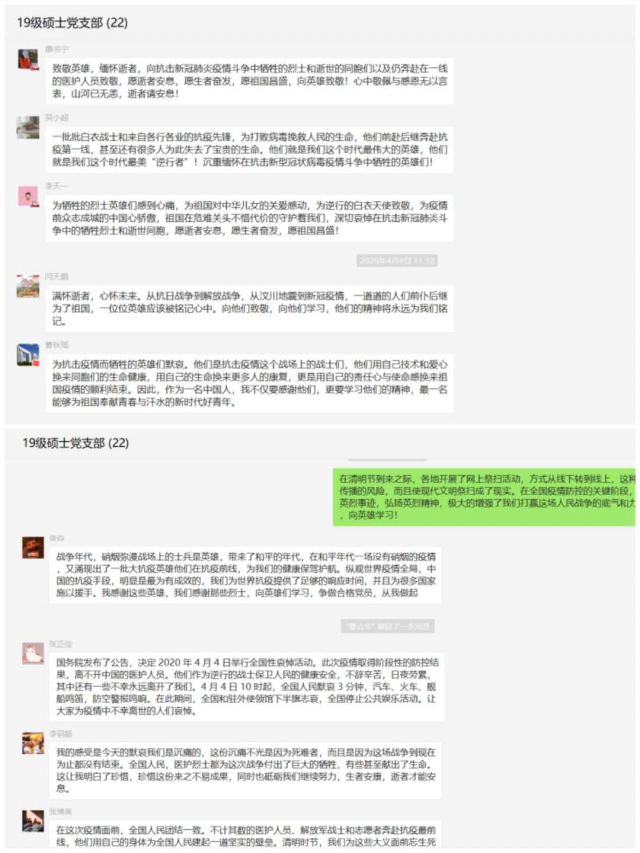 19级硕士党支部 (22)
致敬英雄，缅怀逝者，向抗击新冠肺炎疫情斗争中牺牲的烈士和逝世的同胞们以及仍奔赴在一线
的医护人员致敬，愿逝者安息，愿生者奋发，愿祖国昌盛，向英雄致敬！心中敬佩与感恩无以言
表，山河已无恙，逝者请安息！
一批批白衣战士和来自各行各业的抗疫先锋，为打败病毒挽救人民的生命，他们前赴后继奔赴抗
疫第一线，甚至还有很多人为此失去了宝贵的生命。他们就是我们这个时代最伟大的英雄，他们
就是我们这个时代最美“逆行者”！沉重缅怀在抗击新型冠状病毒疫情斗争中牺牲的英雄们！
李天一
为牺牲的烈士英雄们感到心痛，为祖国对中华儿女的关爱感动，为逆行的白衣天使致敬，为疫情
前众志成城的中国心骄傲，祖国在危难关头不惜代价的守护着我们，深切哀悼在抗击新冠肺炎斗
争中的牺牲烈士和逝世同胞，愿逝者安息，愿生者奋发，愿祖国昌盛！
2020年4月4日 11:32
闫天鹏
满怀逝者，心怀未来。从抗日战争到解放战争，从汶川地震到新冠疫情，一道道的人们前仆后继
为了祖国，一位位英雄应该被铭记心中。向他们致敬，向他们学习，他们的精神将永远为我们铭
记。
为抗击疫情而牺牲的英雄们默哀。他们是抗击疫情这个战场上的战士们，他们用自己技术和爱心
换来同胞们的生命健康，用自己的生命换来更多人的康复，更是用自己的责任心与使命感换来祖
国疫情的顺利结束。因此，作为一名中国人，我不仅要感谢他们，更要学习他们的精神，最一名
能够为祖国奉献青春与汗水的新时代好青年。
19级硕士党支部 (22)
在清明节到来之际，各地开展了网上祭扫活动，方式从线下转到线上，这种
传播的风险，而且使现代文明祭扫成了现实。在全国疫情防控的关键阶段，
英烈事迹，弘扬英烈精神，极大的增强了我们打赢这场人民战争的底气和力
，向英雄学习！
战争年代，硝烟弥漫战场上的士兵是英雄，带来了和平的年代，在和平年代一场没有硝烟的疫情
，又涌现出了一批大抗疫英雄们在抗疫前线，为我们的健康保驾护航。纵观世界疫情全局，中
国的抗疫手段，明显是最为有成效的，我们为世界抗疫提供了足够的响应时间，并且为很多国家
施以援手。我感谢这些英雄，我们感谢那些烈士，向英雄们学习，争做合格党员，从我做起
撤回了一条消息
张正佳
国务院发布了公告，决定 2020 年 4 月 4 日举行全国性哀悼活动。此次疫情取得阶段性的防控结
果，离不开中国的医护人员。他们作为逆行的战士保卫人民的健康安全，不辞辛苦，日夜劳累，
其中还有一些不幸永远离开了我们。4 月 4 日 10 时起，全国人民默哀 3 分钟，汽车、火车、舰
船鸣笛，防空警报鸣响。在此期间，全国和驻外使领馆下半旗志哀，全国停止公共娱乐活动。让
大家为疫情中不幸离世的人们哀悼。
我的感受是今天的默哀我们是沉痛的，这份沉痛不光是因为死难者，而且是因为这场战争到现在
为止都没有结束。全国人民，医护烈士都为这次战争付出了巨大的牺牲，有些甚至献出了生命。
这让我明白了珍惜，珍惜这份来之不易成果，同时也砥砺我们继续努力，生者安康，逝者才能安
息。
在这次疫情面前，全国人民团结一致。不计其数的医护人员、解放军战士和志愿者奔赴抗疫最前
线，他们用自己的身体为全国人民建起一道坚实的壁垒。清明时节，我们为这些大义面前忘生死